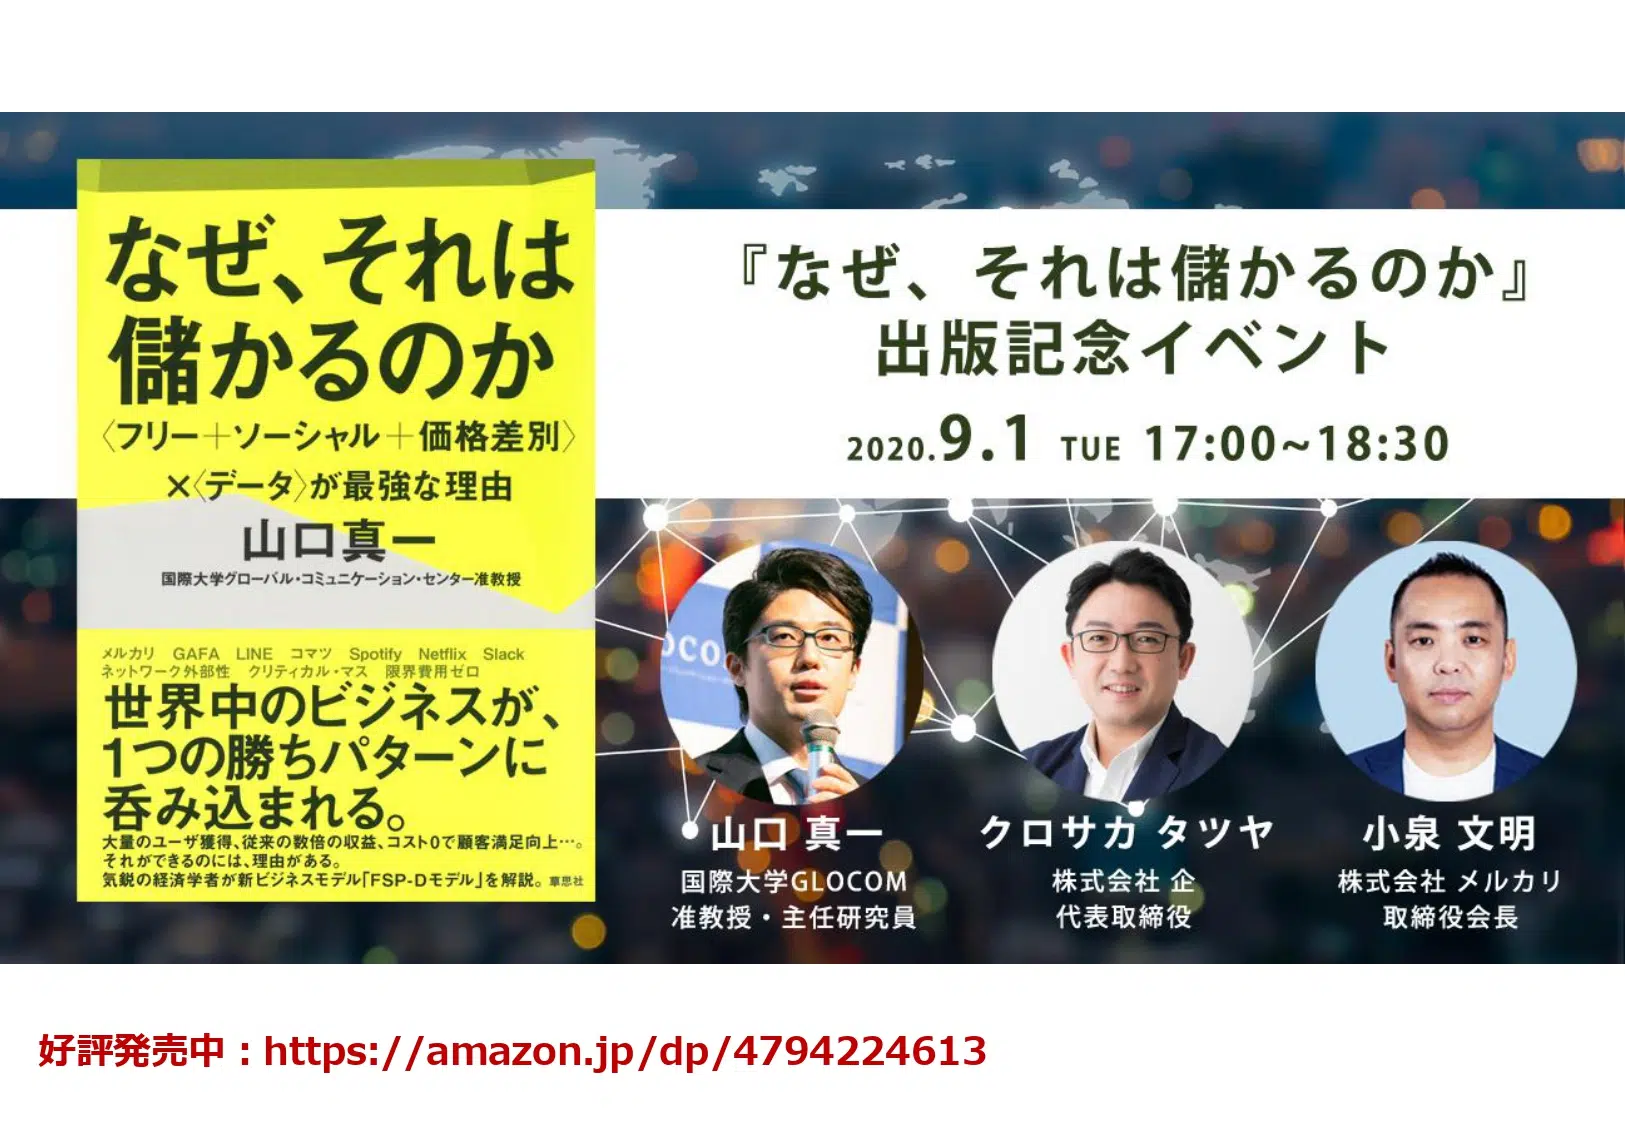 なぜ、それは
儲かるのか
〈フリー＋ソーシャル＋価格差別〉
×〈データ〉が最強な理由
山口真一
国際大学グローバル・コミュニケーション・センター准教授
メルカリ GAFA LINE コマツ Spotify Netflix Slack
ネットワーク外部性 クリティカル・マス 限界費用ゼロ
世界中のビジネスが、
1つの勝ちパターンに
呑み込まれる。
大量のユーザ獲得、従来の数倍の収益、コスト0で顧客満足向上…。
それができるのには、理由がある。
気鋭の経済学者が新ビジネスモデル「FSP-Dモデル」を解説。 草思社
『なぜ、それは儲かるのか』
出版記念イベント
2020.9.1 TUE 17:00~18:30
山口 真一
国際大学GLOCOM
准教授・主任研究員
クロサカ タツヤ
株式会社 企
代表取締役
小泉 文明
株式会社 メルカリ
取締役会長
好評発売中：https://amazon.jp/dp/4794224613